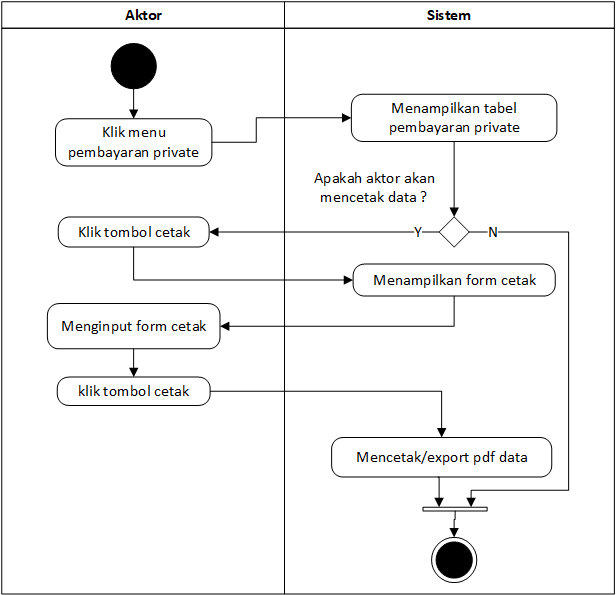 Aktor
Sistem
Klik menu
pembayaran private
Menampilkan tabel
pembayaran private
Apakah aktor akan
mencetak data ?
Klik tombol cetak
Y
N
Menampilkan form cetak
Menginput form cetak
klik tombol cetak
Mencetak/export pdf data